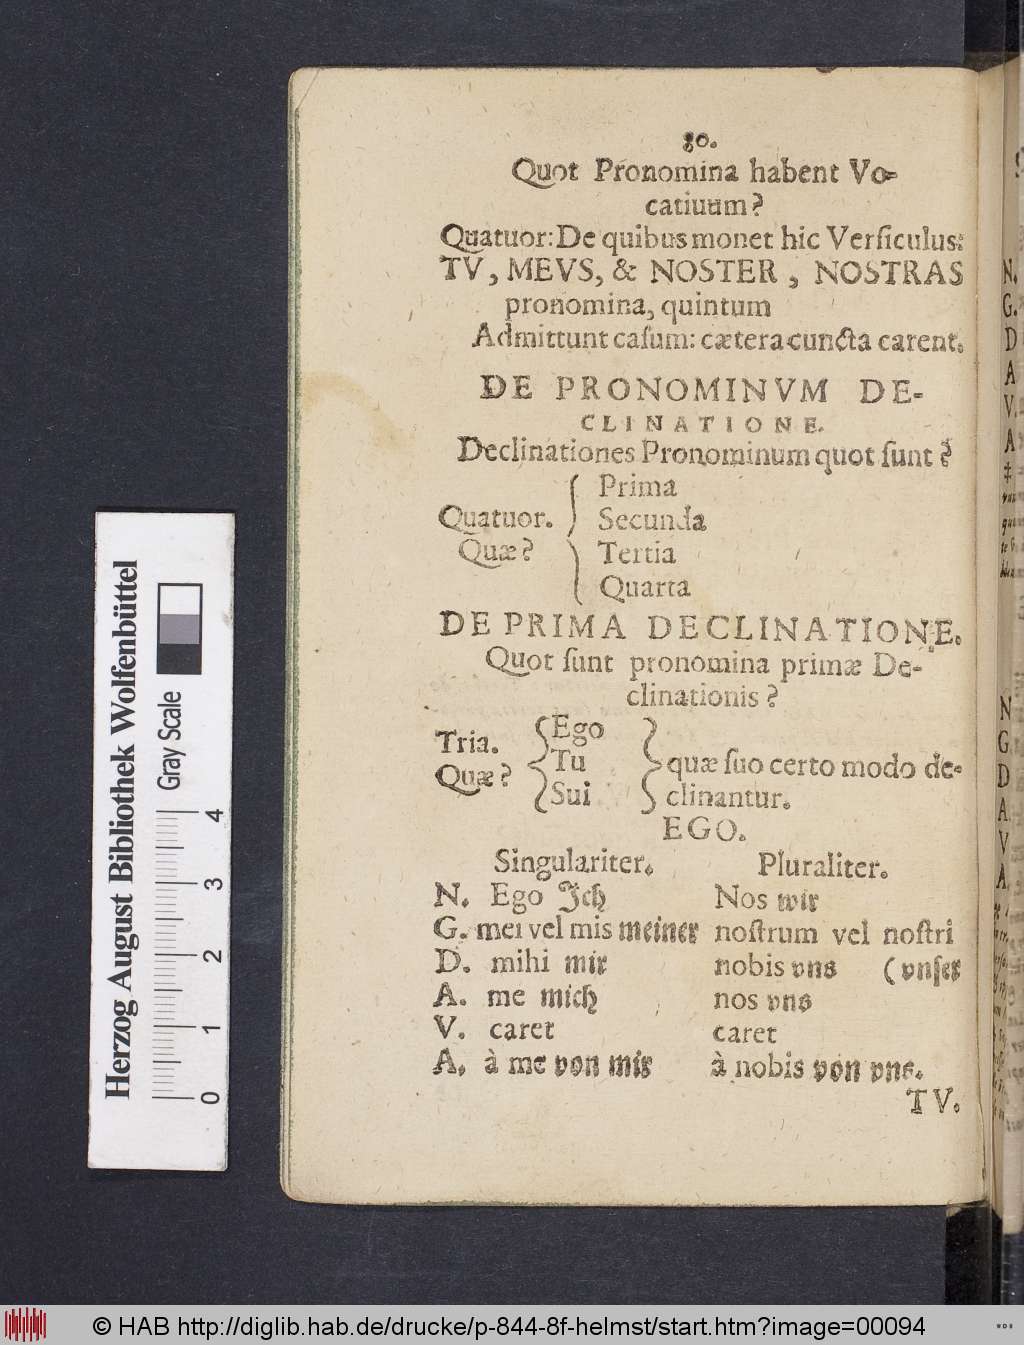 80.
Quot Pronomina habent Vo=
catiuum?
Quatuor: De quibus monet hic Versiculus:
TV, MEVS, & NOSTER, NOSTRAS
pronomina, quintum
Admittunt casum: cætera cuncta carent.
DE PRONOMINVM DE-
CLINATIONE.
Declinationes Pronominum quot sunt?
Prima
Quatuor. Secunda
Quæ? Tertia
Quarta
DE PRIMA DECLINATIONE.
Quot sunt pronomina primæ De-
clinationis?
Tria. Ego
Quæ? Tu quæ suo certo modo de-
Sui clinantur.
EGO.
Singulariter. Pluraliter.
N. Ego Jch Nos wir
G. mei vel mis meiner nostrum vel nostri
D. mihi mir nobis vns (vnser
A. me mich nos vns
V. caret caret
A. à me von mir à nobis von vns.
TV.
N.
G.
D
A
V.
A
N
G.
D
A.
V
A.
Herzog August Bibliothek Wolfenbüttel
Gray Scale
0 1 2 3 4
© HAB http://diglib.hab.de/drucke/p-844-8f-helmst/start.htm?image=00094